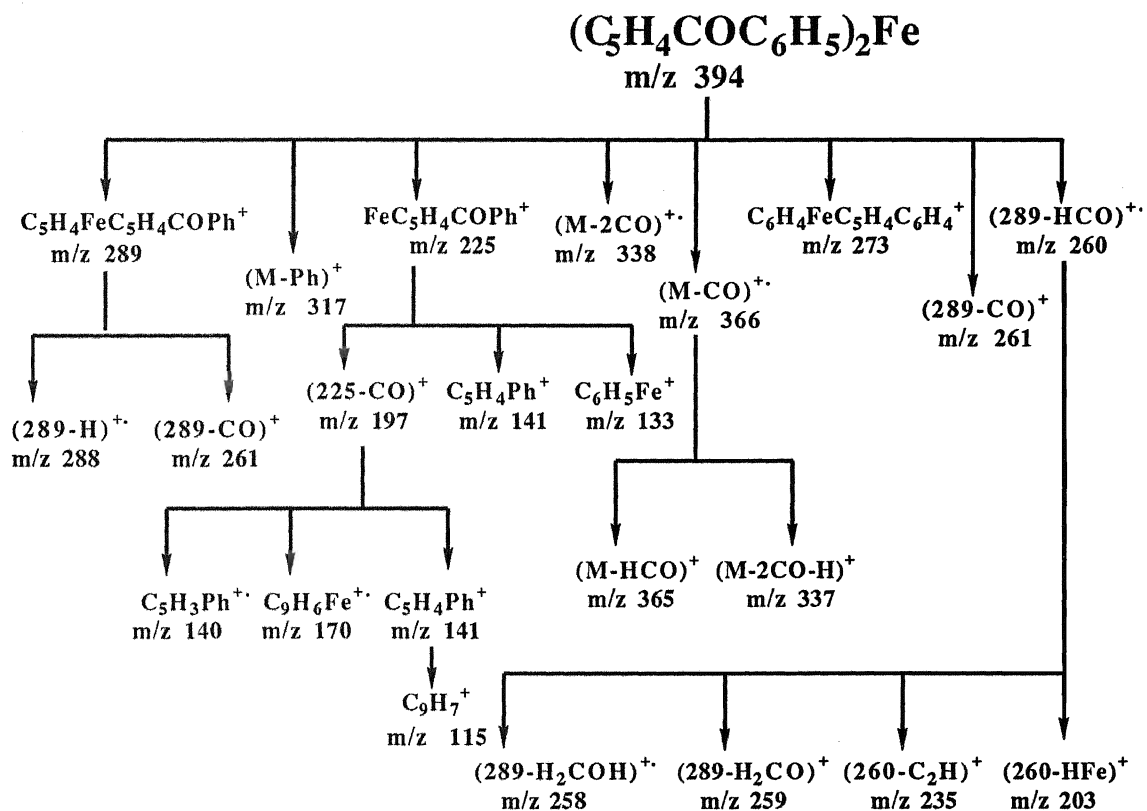 (C₅H₄COC₆H₅)₂Fe
m/z 394
C₅H₄FeC₅H₄COPh⁺
m/z 289
(M-Ph)⁺
m/z 317
FeC₅H₄COPh⁺
m/z 225
(M-2CO)⁺·
m/z 338
(M-CO)⁺·
m/z 366
C₆H₄FeC₅H₄C₆H₄⁺
m/z 273
(289-CO)⁺
m/z 261
(289-HCO)⁺·
m/z 260
(289-H)⁺·
m/z 288
(289-CO)⁺
m/z 261
(225-CO)⁺
m/z 197
C₅H₄Ph⁺
m/z 141
C₆H₅Fe⁺
m/z 133
C₅H₃Ph⁺·
m/z 140
C₉H₆Fe⁺·
m/z 170
C₅H₄Ph⁺
m/z 141
(M-HCO)⁺
m/z 365
(M-2CO-H)⁺
m/z 337
C₉H₇⁺
m/z 115
(289-H₂COH)⁺·
m/z 258
(289-H₂CO)⁺
m/z 259
(260-C₂H)⁺
m/z 235
(260-HFe)⁺
m/z 203